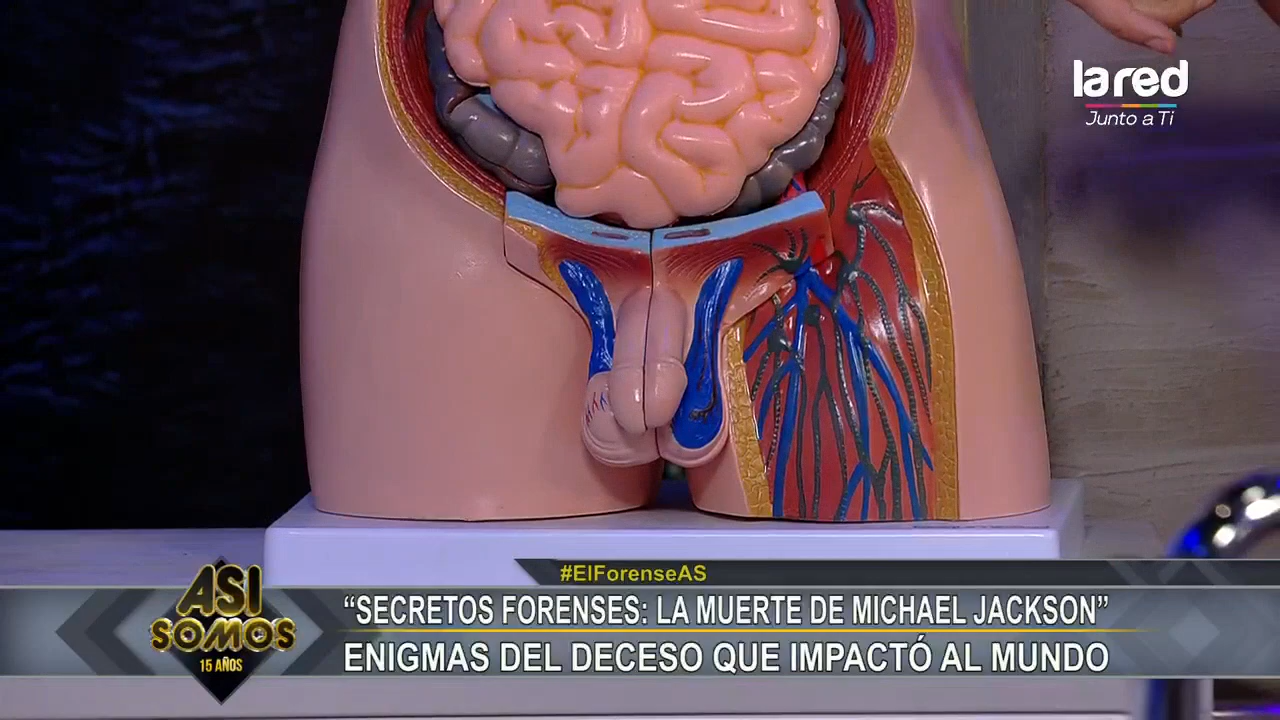 la red
Junto a Ti
#ElForenseAS
ASI
SOMOS
15 AÑOS
“SECRETOS FORENSES: LA MUERTE DE MICHAEL JACKSON”
ENIGMAS DEL DECESO QUE IMPACTÓ AL MUNDO